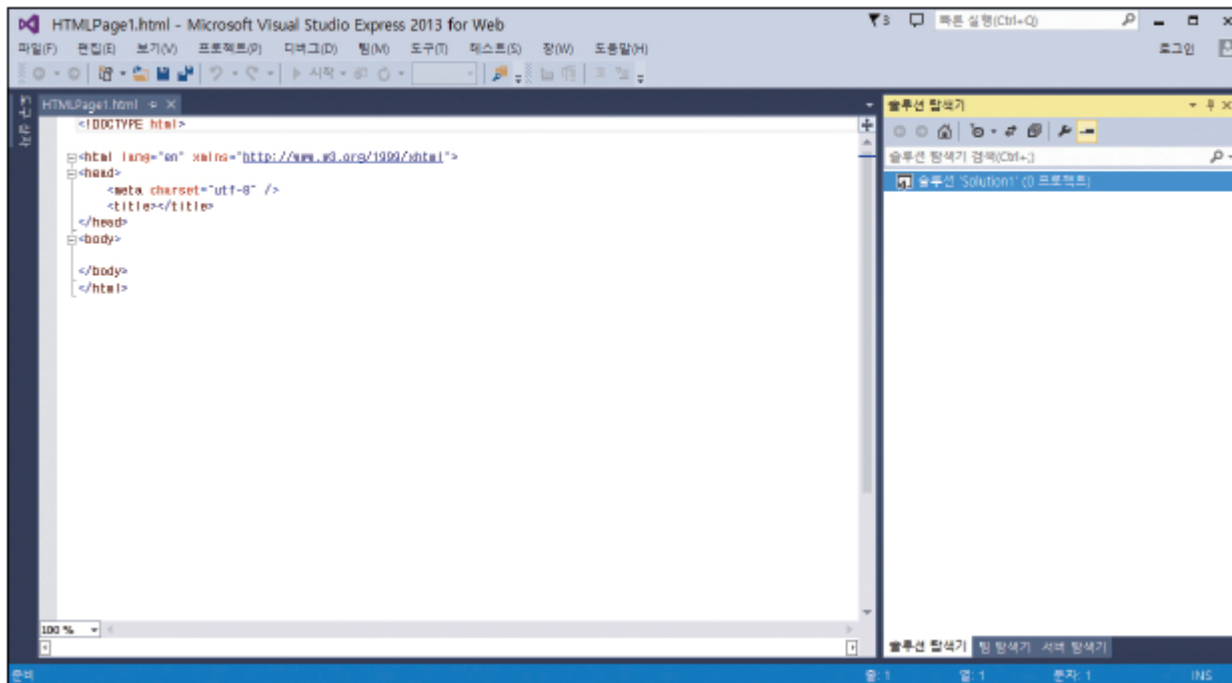 HTMLPage1.html - Microsoft Visual Studio Express 2013 for Web
3
빠른 실행(Ctrl+Q)
파일(F) 편집(E) 보기(V) 프로젝트(P) 디버그(D) 팀(M) 도구(T) 테스트(S) 창(W) 도움말(H)
로그인
시작
도구 상자
HTMLPage1.html
<!DOCTYPE html>
<html lang="en" xmlns="http://www.w3.org/1999/xhtml">
<head>
<meta charset="utf-8" />
<title></title>
</head>
<body>
</body>
</html>
100 %
솔루션 탐색기
솔루션 탐색기 검색(Ctrl+;)
솔루션 'Solution1' (0 프로젝트)
솔루션 탐색기 팀 탐색기 서버 탐색기
준비
줄: 1 열: 1 문자: 1 INS